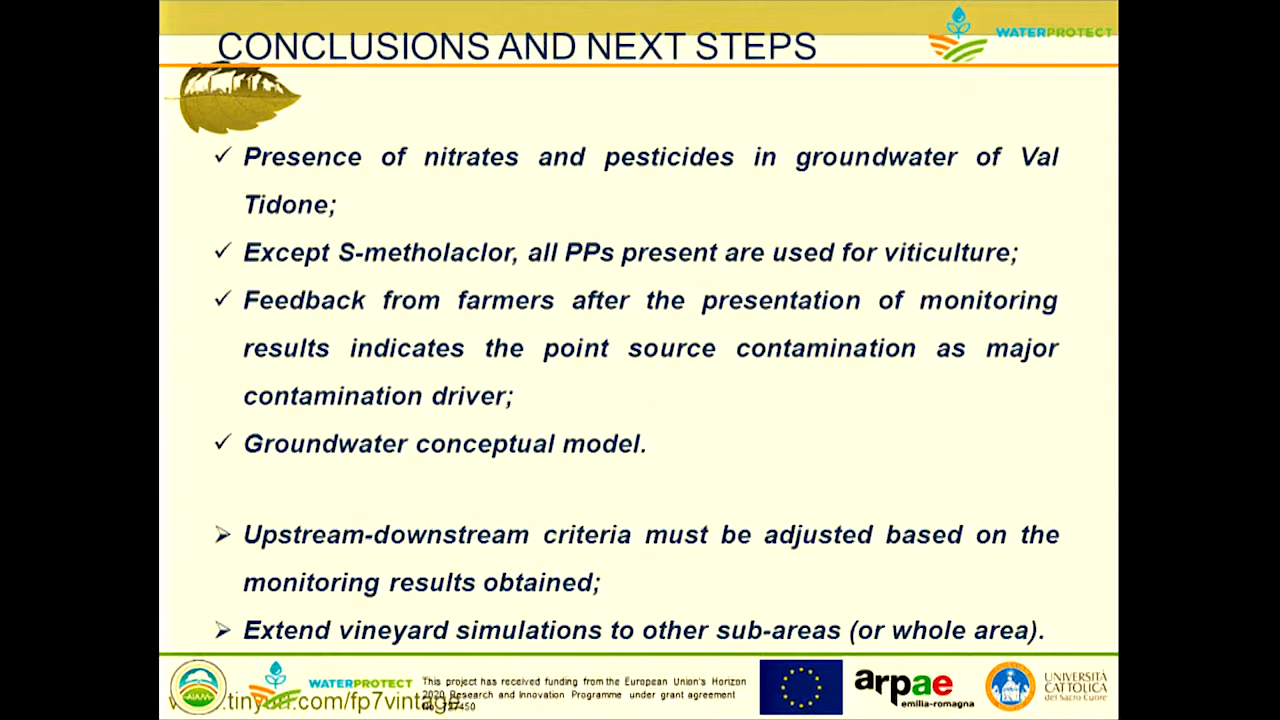 CONCLUSIONS AND NEXT STEPS
WATERPROTECT
✓ Presence of nitrates and pesticides in groundwater of Val
Tidone;
✓ Except S-metholaclor, all PPs present are used for viticulture;
✓ Feedback from farmers after the presentation of monitoring
results indicates the point source contamination as major
contamination driver;
✓ Groundwater conceptual model.
➢ Upstream-downstream criteria must be adjusted based on the
monitoring results obtained;
➢ Extend vineyard simulations to other sub-areas (or whole area).
WATERPROTECT
This project has received funding from the European Union's Horizon
2020 Research and Innovation Programme under grant agreement
727450
.com/fp7vintage
arpae
emilia-romagna
UNIVERSITÀ
CATTOLICA
del Sacro Cuore